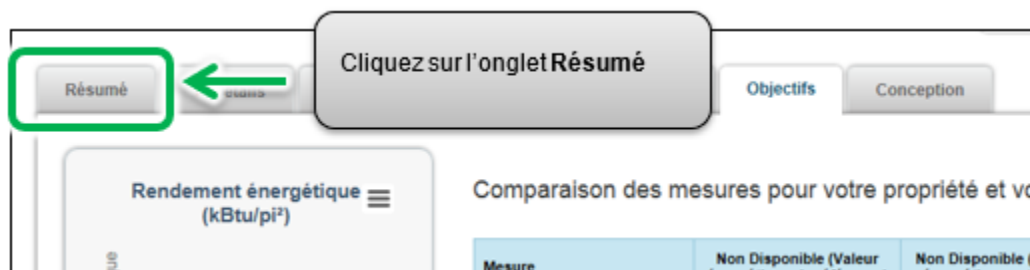 Cliquez sur l'onglet Résumé
Résumé
Objectifs
Conception
Rendement énergétique
(kBtu/pi²)
Comparaison des mesures pour votre propriété et
Mesure
Non Disponible (Valeur
Non Disponible